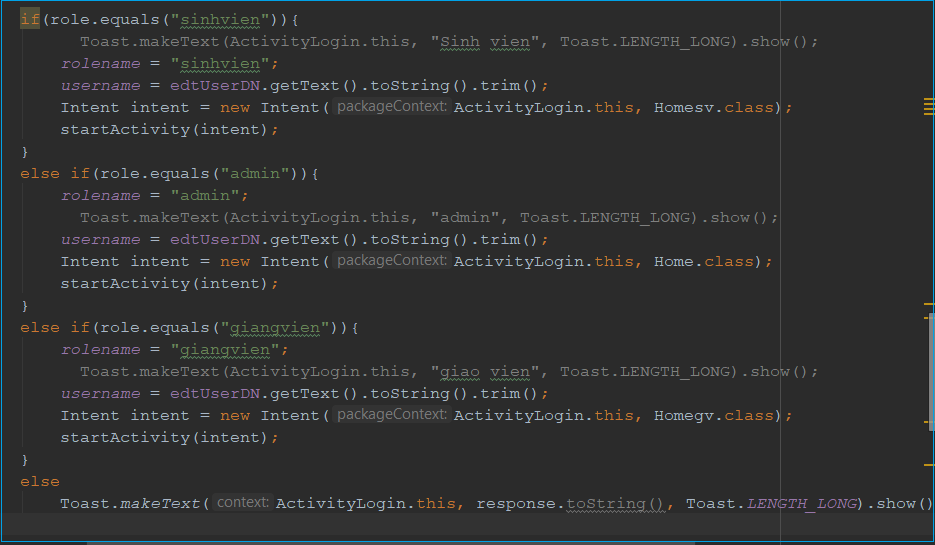 if(role.equals("sinhvien")){
Toast.makeText(ActivityLogin.this, "Sinh vien", Toast.LENGTH_LONG).show();
rolename = "sinhvien";
username = edtUserDN.getText().toString().trim();
Intent intent = new Intent( packageContext: ActivityLogin.this, Homesv.class);
startActivity(intent);
}
else if(role.equals("admin")){
rolename = "admin";
Toast.makeText(ActivityLogin.this, "admin", Toast.LENGTH_LONG).show();
username = edtUserDN.getText().toString().trim();
Intent intent = new Intent( packageContext: ActivityLogin.this, Home.class);
startActivity(intent);
}
else if(role.equals("giangvien")){
rolename = "giangvien";
Toast.makeText(ActivityLogin.this, "giao vien", Toast.LENGTH_LONG).show();
username = edtUserDN.getText().toString().trim();
Intent intent = new Intent( packageContext: ActivityLogin.this, Homegv.class);
startActivity(intent);
}
else
Toast.makeText( context: ActivityLogin.this, response.toString(), Toast.LENGTH_LONG).show()